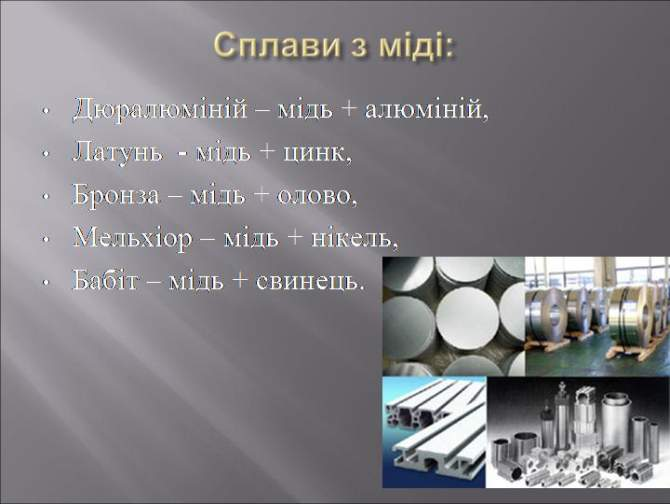 Сплави з міді:
• Дюралюміній – мідь + алюміній,
• Латунь - мідь + цинк,
• Бронза – мідь + олово,
• Мельхіор – мідь + нікель,
• Бабіт – мідь + свинець.